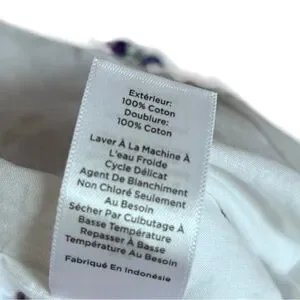 Extérieur:
100% Coton
Doublure:
100% Coton
Laver À La Machine À
L'eau Froide
Cycle Délicat
Agent De Blanchiment
Non Chloré Seulement
Au Besoin
Sécher Par Culbutage À
Basse Température
Repasser À Basse
Température Au Besoin
Fabriqué En Indonésie